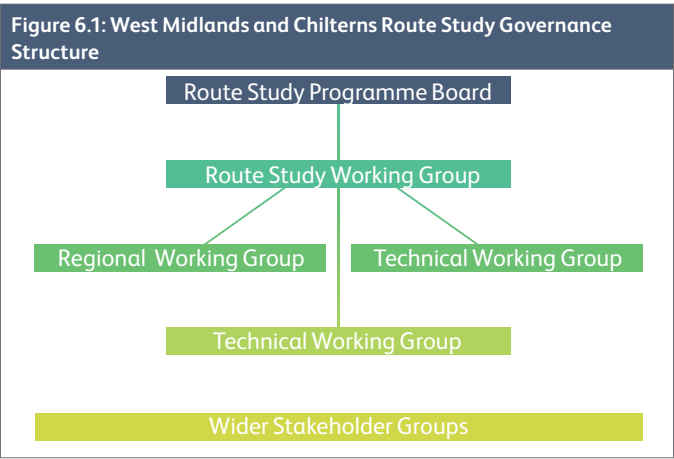 Figure 6.1: West Midlands and Chilterns Route Study Governance
Structure
Route Study Programme Board
Route Study Working Group
Regional Working Group
Technical Working Group
Technical Working Group
Wider Stakeholder Groups